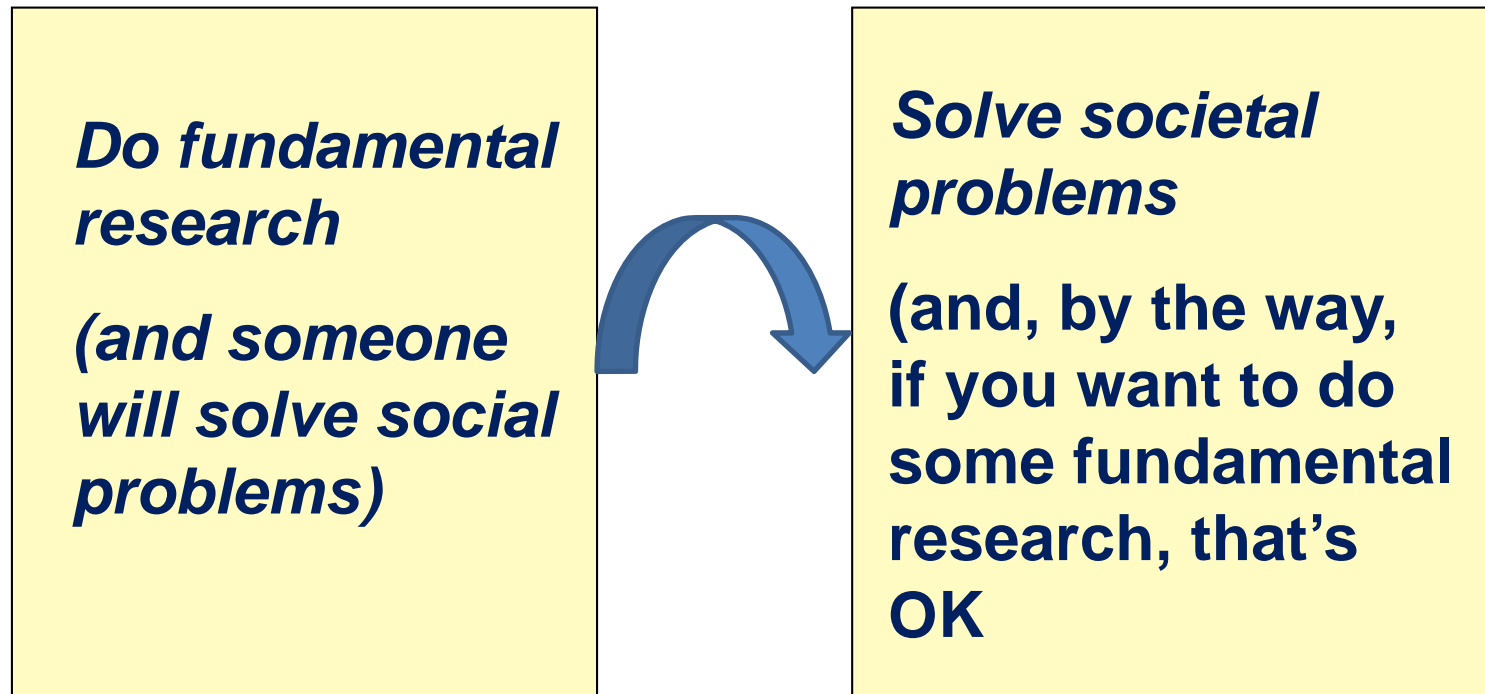 Do fundamental
research
(and someone
will solve social
problems)
Solve societal
problems
(and, by the way,
if you want to do
some fundamental
research, that’s
OK